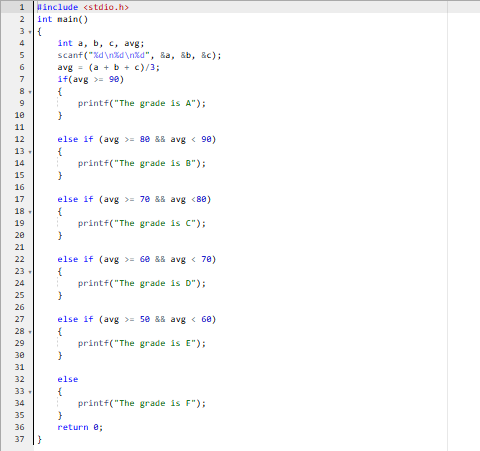 1 #include <stdio.h>
2 int main()
3 {
4 int a, b, c, avg;
5 scanf("%d\n%d\n%d", &a, &b, &c);
6 avg = (a + b + c)/3;
7 if(avg >= 90)
8 {
9 printf("The grade is A");
10 }
11
12 else if (avg >= 80 && avg < 90)
13 {
14 printf("The grade is B");
15 }
16
17 else if (avg >= 70 && avg <80)
18 {
19 printf("The grade is C");
20 }
21
22 else if (avg >= 60 && avg < 70)
23 {
24 printf("The grade is D");
25 }
26
27 else if (avg >= 50 && avg < 60)
28 {
29 printf("The grade is E");
30 }
31
32 else
33 {
34 printf("The grade is F");
35 }
36 return 0;
37 }